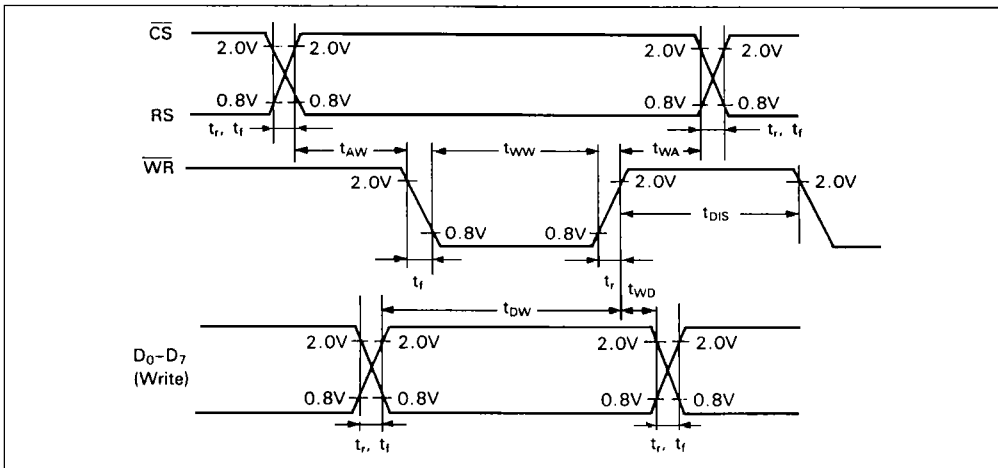 C̅S̅
2.0V 2.0V 2.0V 2.0V
0.8V 0.8V 0.8V 0.8V
RS
tr, tf tr, tf
tAW tWW tWA
W̅R̅
2.0V 2.0V 2.0V
tDIS
0.8V 0.8V
tf tr tWD
tDW
2.0V 2.0V 2.0V 2.0V
D0~D7
(Write)
0.8V 0.8V 0.8V 0.8V
tr, tf tr, tf